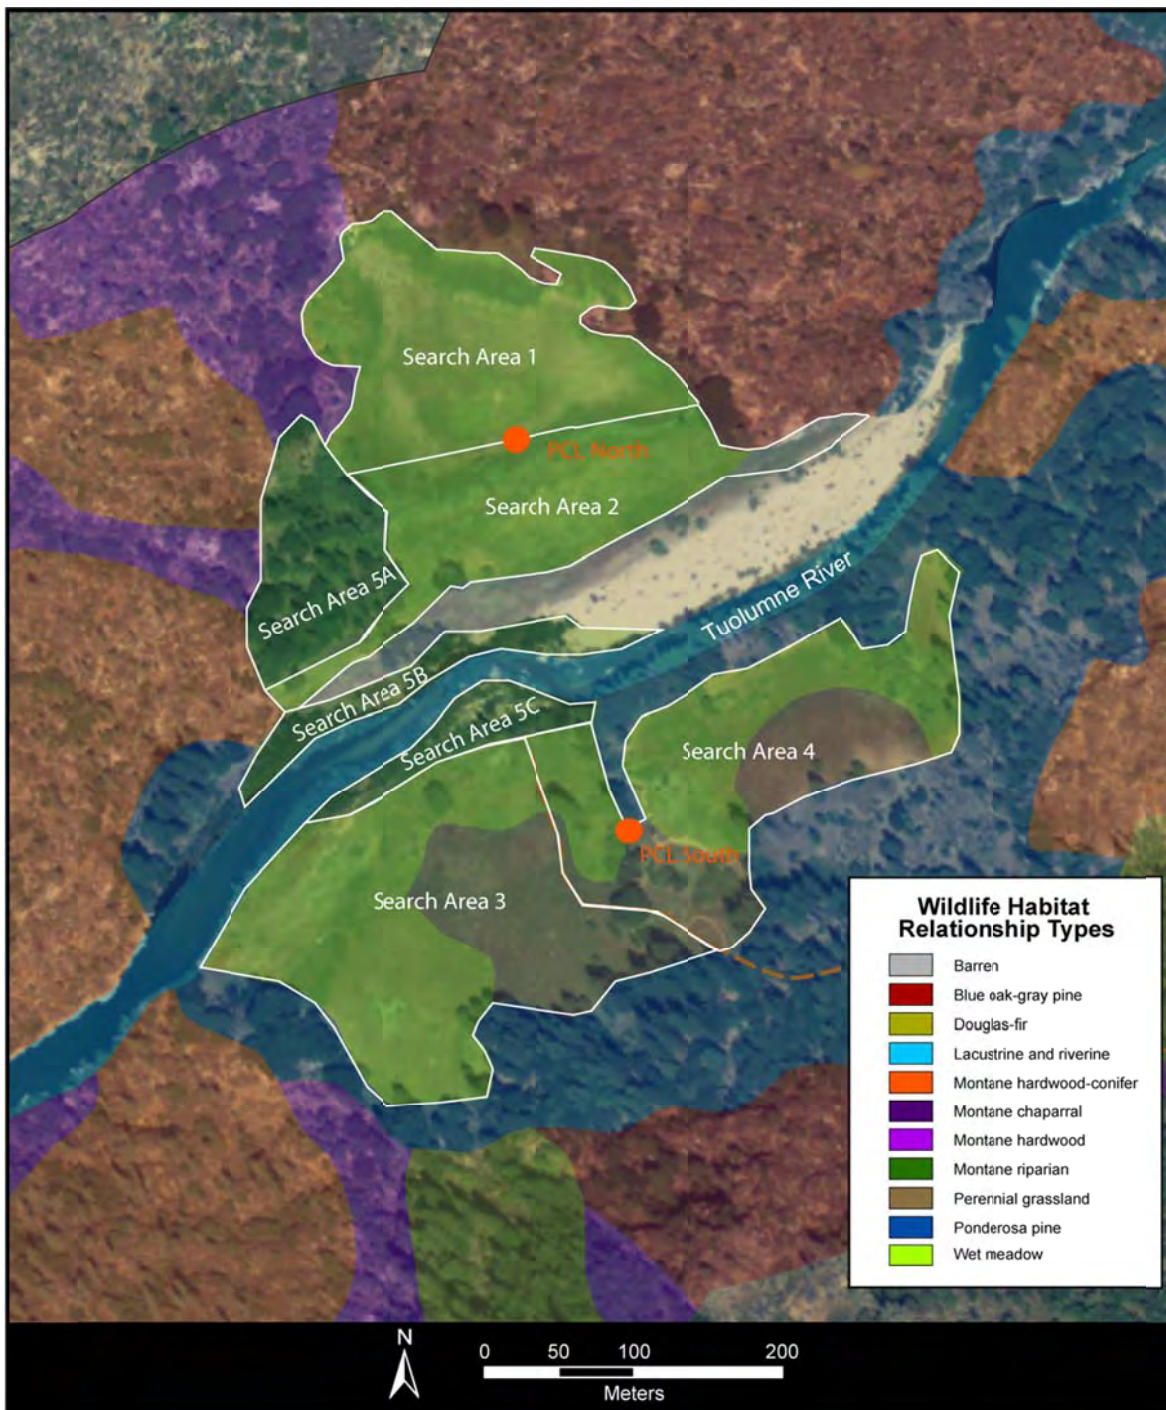 Search Area 1
PCL North
Search Area 2
Search Area 5A
Tuolumne River
Search Area 5B
Search Area 5C
Search Area 4
PCL South
Search Area 3
Wildlife Habitat
Relationship Types
Barren
Blue oak-gray pine
Douglas-fir
Lacustrine and riverine
Montane hardwood-conifer
Montane chaparral
Montane hardwood
Montane riparian
Perennial grassland
Ponderosa pine
Wet meadow
N
0 50 100 200
Meters